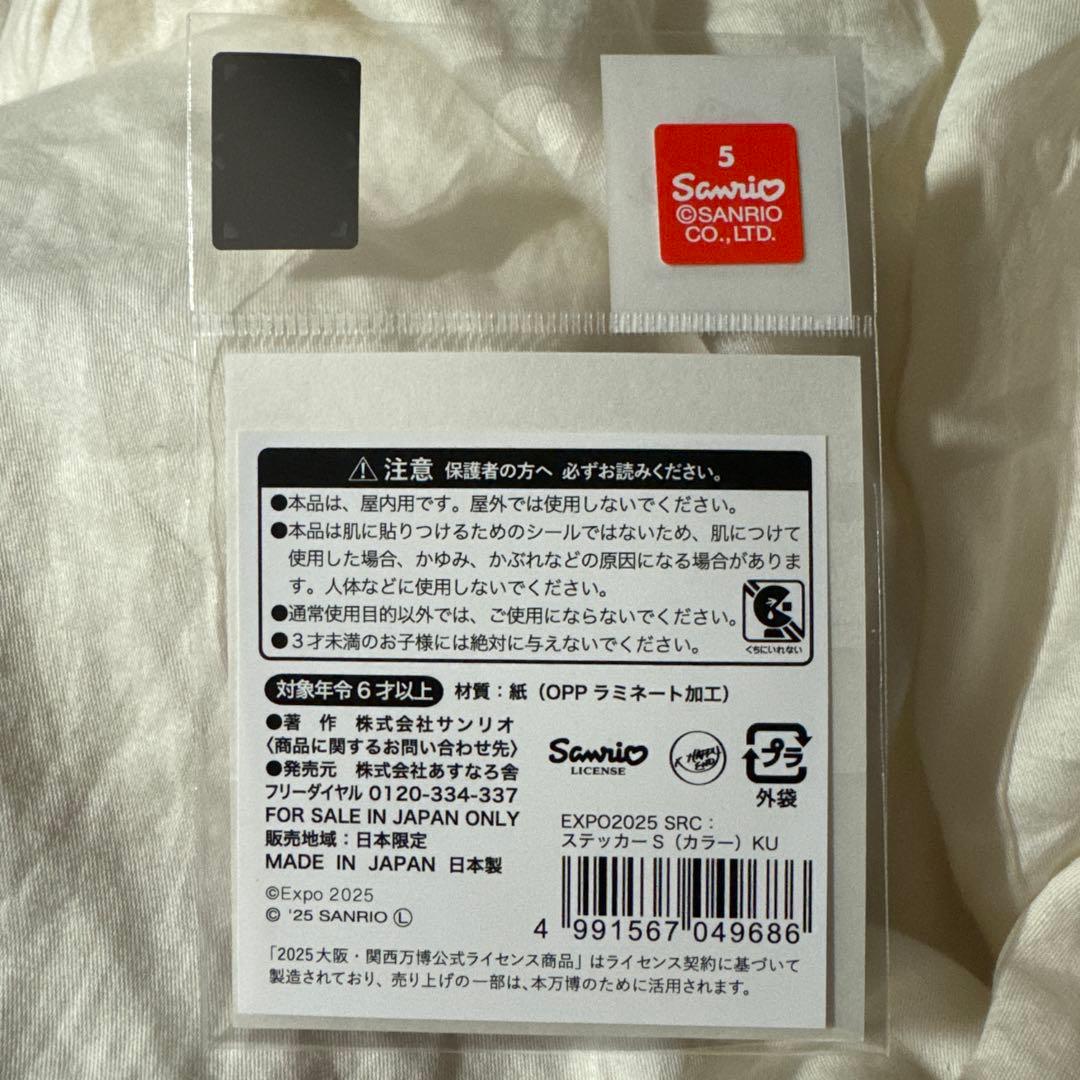 5
Sanrio
©SANRIO
CO.,LTD.
⚠注意 保護者の方へ 必ずお読みください。
●本品は、屋内用です。屋外では使用しないでください。
●本品は肌に貼りつけるためのシールではないため、肌につけて
使用した場合、かゆみ、かぶれなどの原因になる場合がありま
す。人体などに使用しないでください。
●通常使用目的以外では、ご使用にならないでください。
●3才未満のお子様には絶対に与えないでください。
くちにいれない
対象年令6才以上 材質：紙（OPPラミネート加工）
●著 作 株式会社サンリオ
〈商品に関するお問い合わせ先〉
●発売元 株式会社あすなろ舎
フリーダイヤル 0120-334-337
FOR SALE IN JAPAN ONLY
販売地域：日本限定
MADE IN JAPAN 日本製
©Expo 2025
© '25 SANRIO Ⓛ
Sanrio
LICENSE
HAPPY
END
プラ
外袋
EXPO2025 SRC：
ステッカーS（カラー）KU
4 991567 049686
「2025大阪・関西万博公式ライセンス商品」はライセンス契約に基づいて
製造されており、売り上げの一部は、本万博のために活用されます。